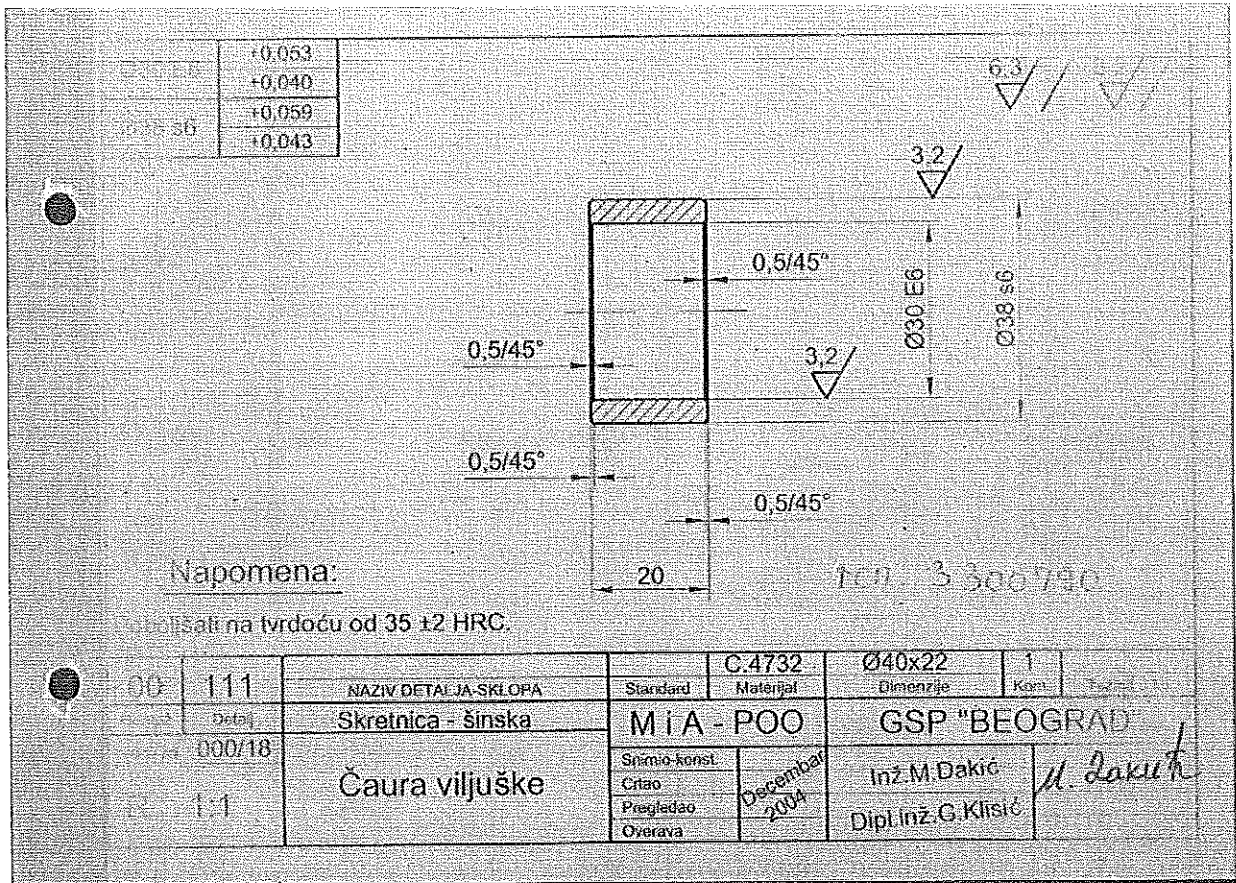 +0,053
+0,040
s6
+0,059
+0,043
6,3
3,2
0,5/45°
Ø30 E6
Ø38 s6
0,5/45°
3,2
0,5/45°
0,5/45°
20
Napomena:
na tvrdoću od 35 ±2 HRC.
00
111
NAZIV DETALJA-SKLOPA
Standard
C.4732
Materijal
Ø40x22
Dimenzije
1
Kom.
Detalj
Skretnica - šinska
M i A - POO
GSP "BEOGRAD
000/18
1:1
Čaura viljuške
Snimio-konst.
Crtao
Pregledao
Overava
Decembar
2004
Inž.M.Dakić
Dipl.inž.G.Klisić